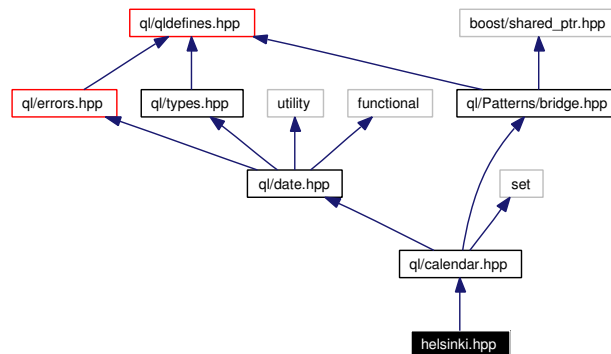 ql/qldefines.hpp
boost/shared_ptr.hpp
ql/errors.hpp
ql/types.hpp
utility
functional
ql/Patterns/bridge.hpp
ql/date.hpp
set
ql/calendar.hpp
helsinki.hpp